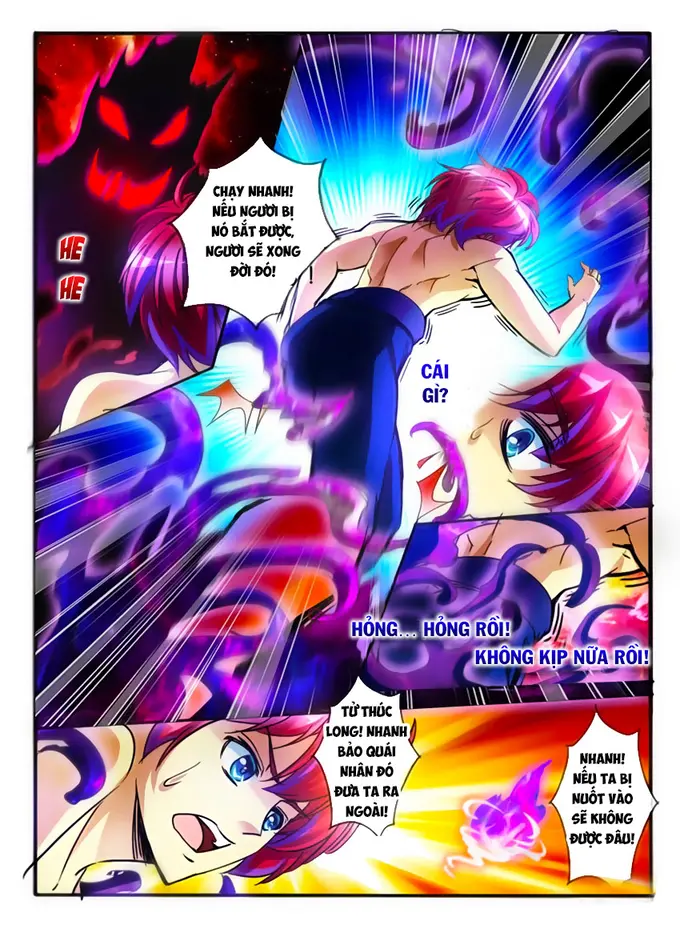 CHẠY NHANH!
NẾU NGƯƠI BỊ
NÓ BẮT ĐƯỢC,
NGƯƠI SẼ XONG
ĐỜI ĐÓ!
HE
HE
CÁI
GÌ?
HỎNG... HỎNG RỒI!
KHÔNG KỊP NỮA RỒI!
TỬ THÚC
LONG! NHANH
BẢO QUÁI
NHÂN ĐÓ
ĐƯA TA RA
NGOÀI!
NHANH!
NẾU TA BỊ
NUỐT VÀO
SẼ KHÔNG
ĐƯỢC ĐÂU!